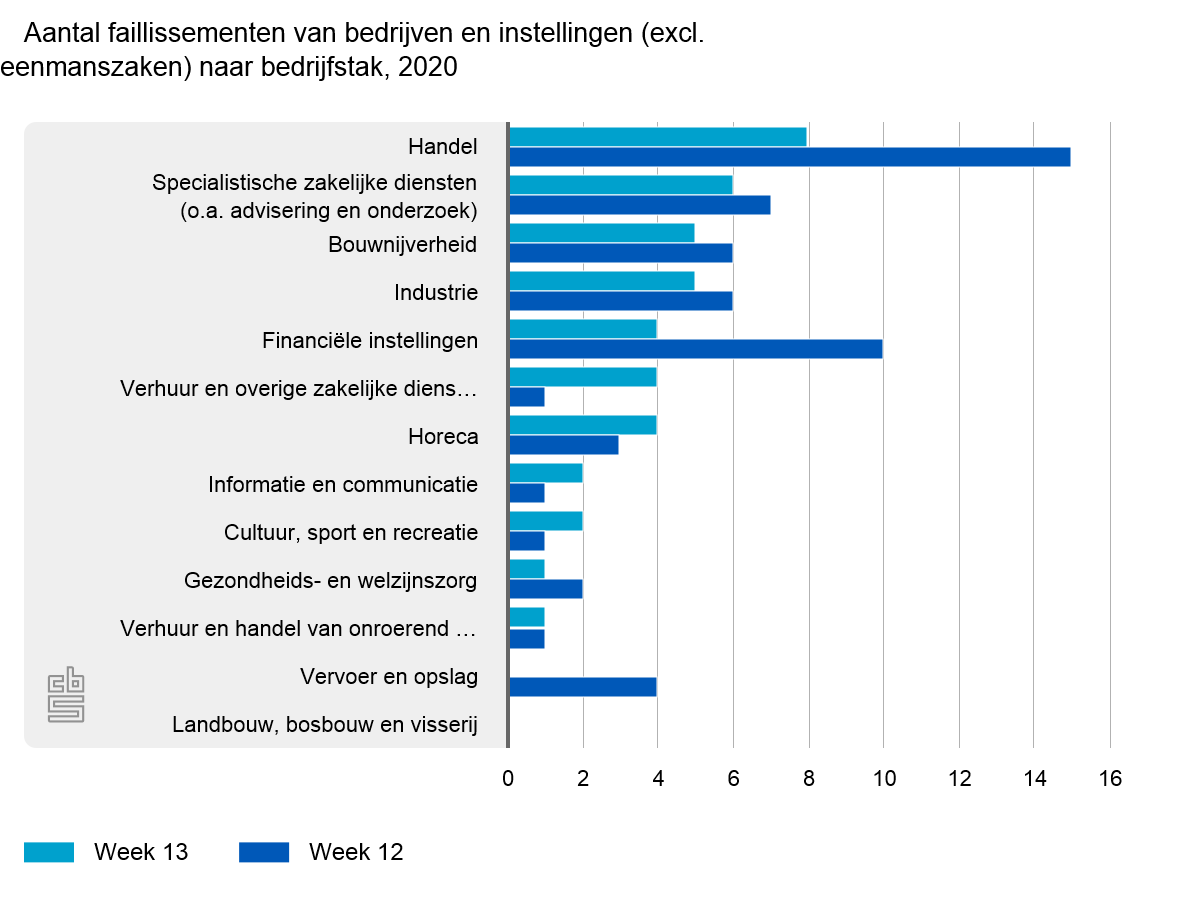 Aantal faillissementen van bedrijven en instellingen (excl.
eenmanszaken) naar bedrijfstak, 2020
Handel
Specialistische zakelijke diensten
(o.a. advisering en onderzoek)
Bouwnijverheid
Industrie
Financiële instellingen
Verhuur en overige zakelijke diens…
Horeca
Informatie en communicatie
Cultuur, sport en recreatie
Gezondheids- en welzijnszorg
Verhuur en handel van onroerend …
Vervoer en opslag
Landbouw, bosbouw en visserij
cbs
0 2 4 6 8 10 12 14 16
Week 13 Week 12